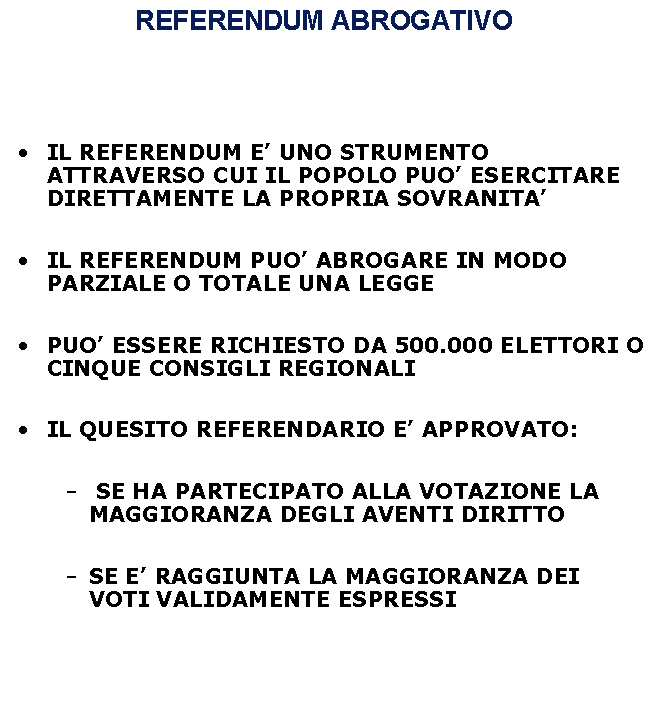 REFERENDUM ABROGATIVO
• IL REFERENDUM E’ UNO STRUMENTO
ATTRAVERSO CUI IL POPOLO PUO’ ESERCITARE
DIRETTAMENTE LA PROPRIA SOVRANITA’
• IL REFERENDUM PUO’ ABROGARE IN MODO
PARZIALE O TOTALE UNA LEGGE
• PUO’ ESSERE RICHIESTO DA 500.000 ELETTORI O
CINQUE CONSIGLI REGIONALI
• IL QUESITO REFERENDARIO E’ APPROVATO:
– SE HA PARTECIPATO ALLA VOTAZIONE LA
MAGGIORANZA DEGLI AVENTI DIRITTO
– SE E’ RAGGIUNTA LA MAGGIORANZA DEI
VOTI VALIDAMENTE ESPRESSI